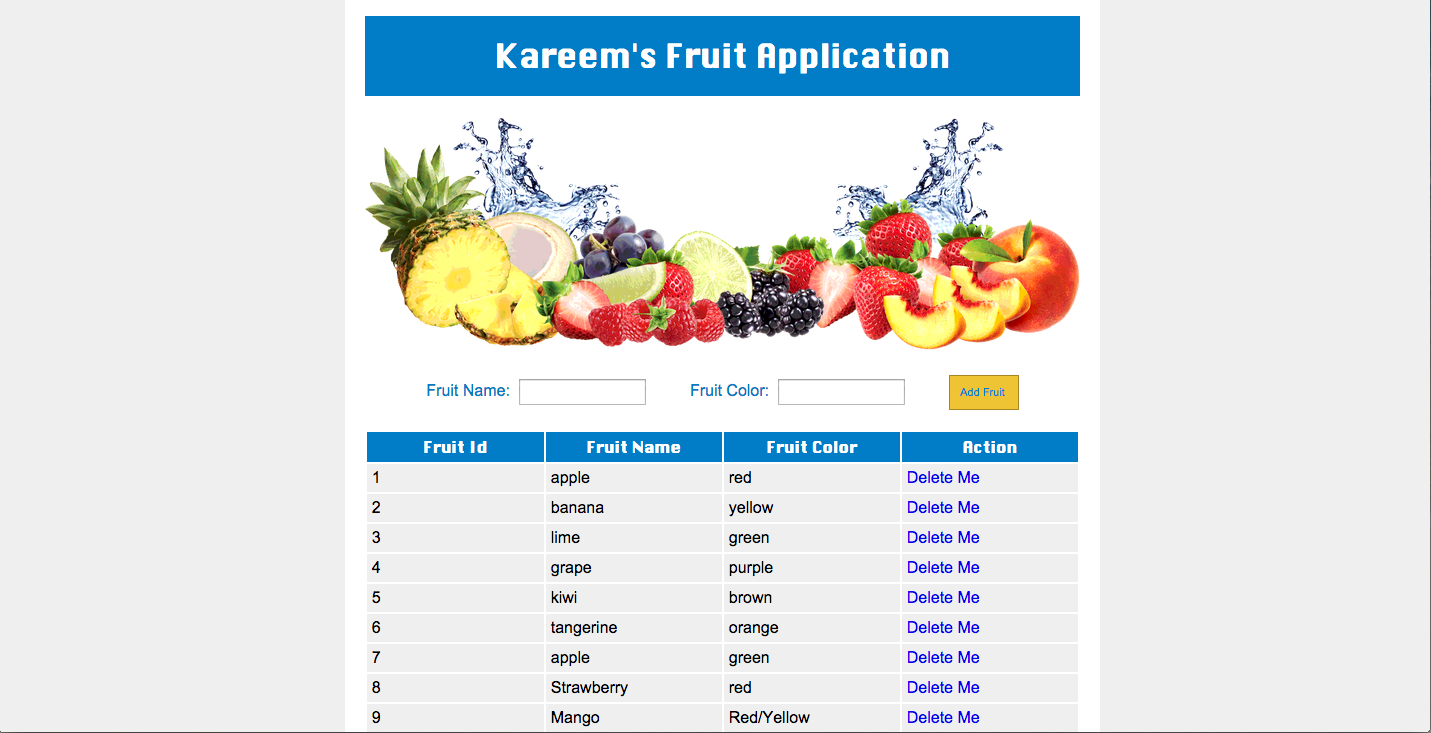 Kareem's Fruit Application
Fruit Name: Fruit Color: Add Fruit
Fruit Id Fruit Name Fruit Color Action
1 apple red Delete Me
2 banana yellow Delete Me
3 lime green Delete Me
4 grape purple Delete Me
5 kiwi brown Delete Me
6 tangerine orange Delete Me
7 apple green Delete Me
8 Strawberry red Delete Me
9 Mango Red/Yellow Delete Me